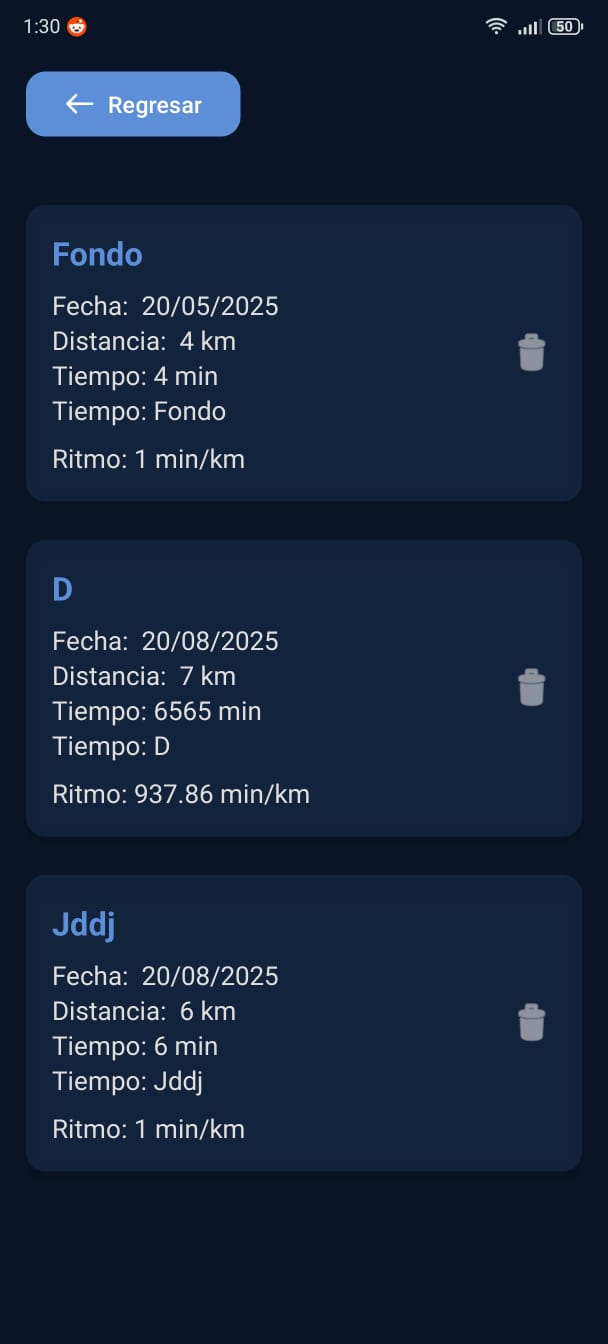 1:30
50
Regresar
Fondo
Fecha: 20/05/2025
Distancia: 4 km
Tiempo: 4 min
Tiempo: Fondo
Ritmo: 1 min/km
D
Fecha: 20/08/2025
Distancia: 7 km
Tiempo: 6565 min
Tiempo: D
Ritmo: 937.86 min/km
Jddj
Fecha: 20/08/2025
Distancia: 6 km
Tiempo: 6 min
Tiempo: Jddj
Ritmo: 1 min/km